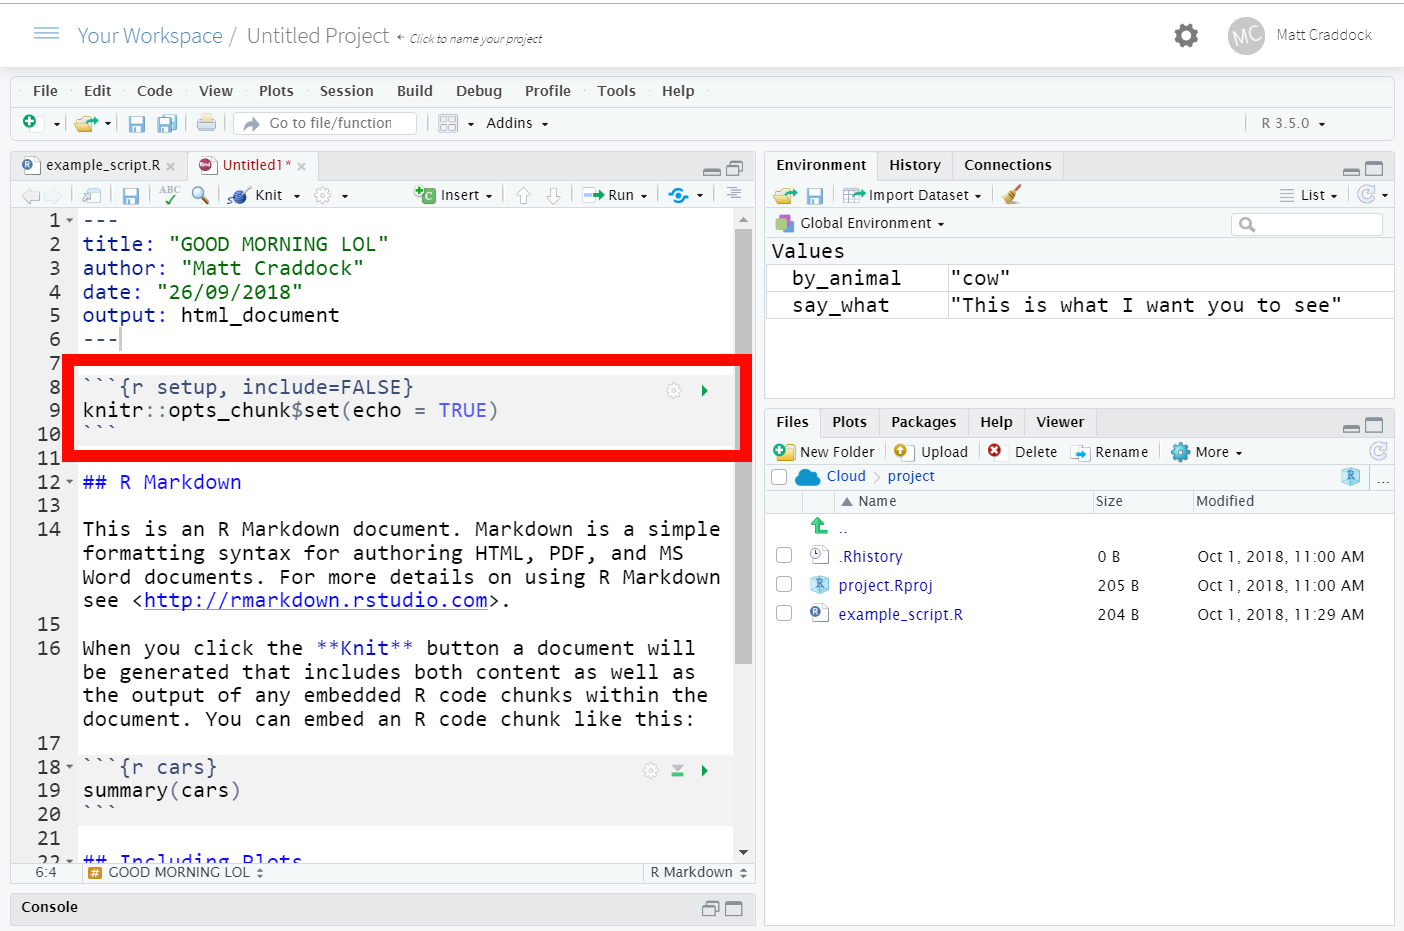 Your Workspace / Untitled Project Click to name your project MC Matt Craddock
File Edit Code View Plots Session Build Debug Profile Tools Help
Go to file/function Addins R 3.5.0
example_script.R Untitled1*
ABC Knit Insert Run
1 ---
2 title: "GOOD MORNING LOL"
3 author: "Matt Craddock"
4 date: "26/09/2018"
5 output: html_document
6 ---
7
8 ```{r setup, include=FALSE}
9 knitr::opts_chunk$set(echo = TRUE)
10 ```
11
12 ## R Markdown
13
14 This is an R Markdown document. Markdown is a simple
formatting syntax for authoring HTML, PDF, and MS
Word documents. For more details on using R Markdown
see <http://rmarkdown.rstudio.com>.
15
16 When you click the **Knit** button a document will
be generated that includes both content as well as
the output of any embedded R code chunks within the
document. You can embed an R code chunk like this:
17
18 ```{r cars}
19 summary(cars)
20 ```
21
22 ## Including Plots
6:4 # GOOD MORNING LOL R Markdown
Console
Environment History Connections
Import Dataset List
Global Environment
Values
by_animal "cow"
say_what "This is what I want you to see"
Files Plots Packages Help Viewer
New Folder Upload Delete Rename More
Cloud project R ...
Name Size Modified
..
.Rhistory 0 B Oct 1, 2018, 11:00 AM
project.Rproj 205 B Oct 1, 2018, 11:00 AM
example_script.R 204 B Oct 1, 2018, 11:29 AM